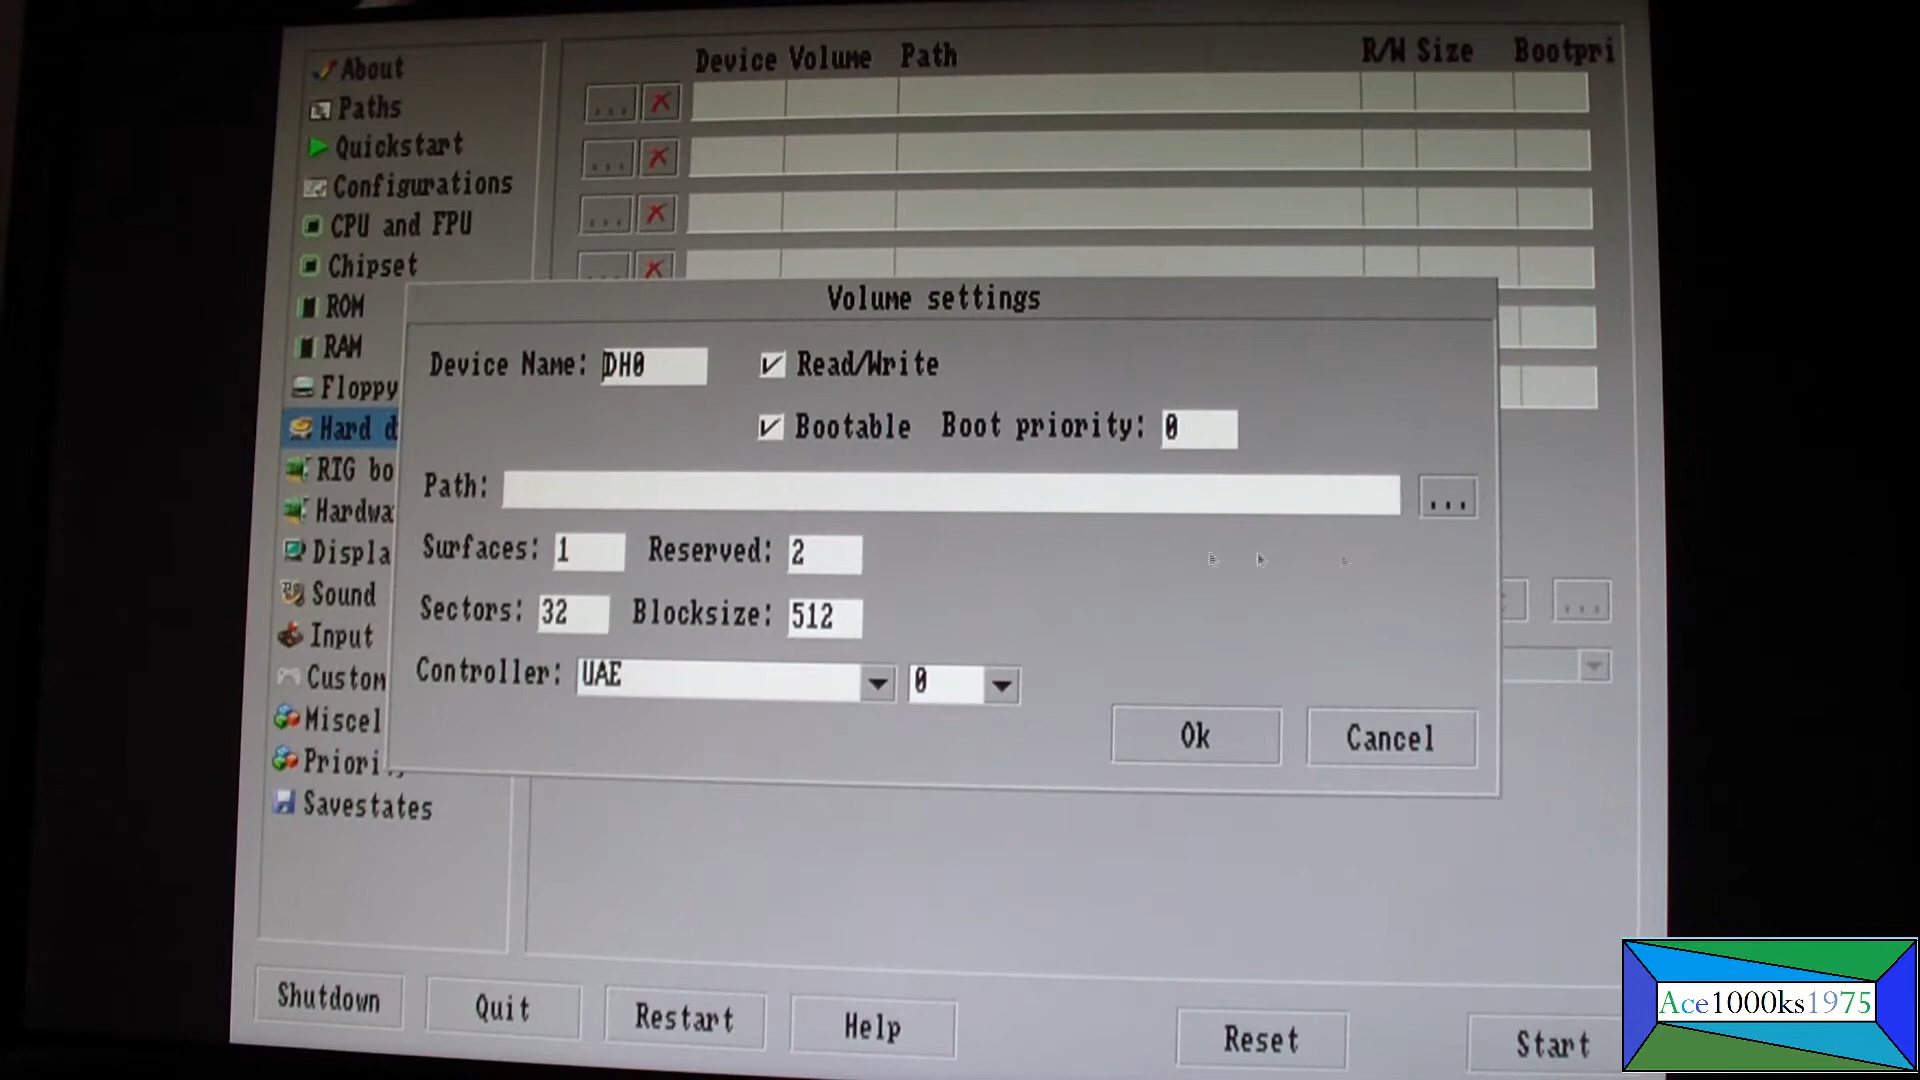 About
Paths
Quickstart
Configurations
CPU and FPU
Chipset
ROM
RAM
Floppy
Hard d
RTG bo
Hardwa
Displa
Sound
Input
Custom
Miscel
Priori
Savestates
Device Volume Path R/W Size Bootpri
... X
... X
... X
... X
Volume settings
Device Name: DH0 Read/Write
Bootable Boot priority: 0
Path: ...
Surfaces: 1 Reserved: 2
Sectors: 32 Blocksize: 512
Controller: UAE 0
Ok Cancel
...
Shutdown Quit Restart Help Reset Start
Ace1000ks1975